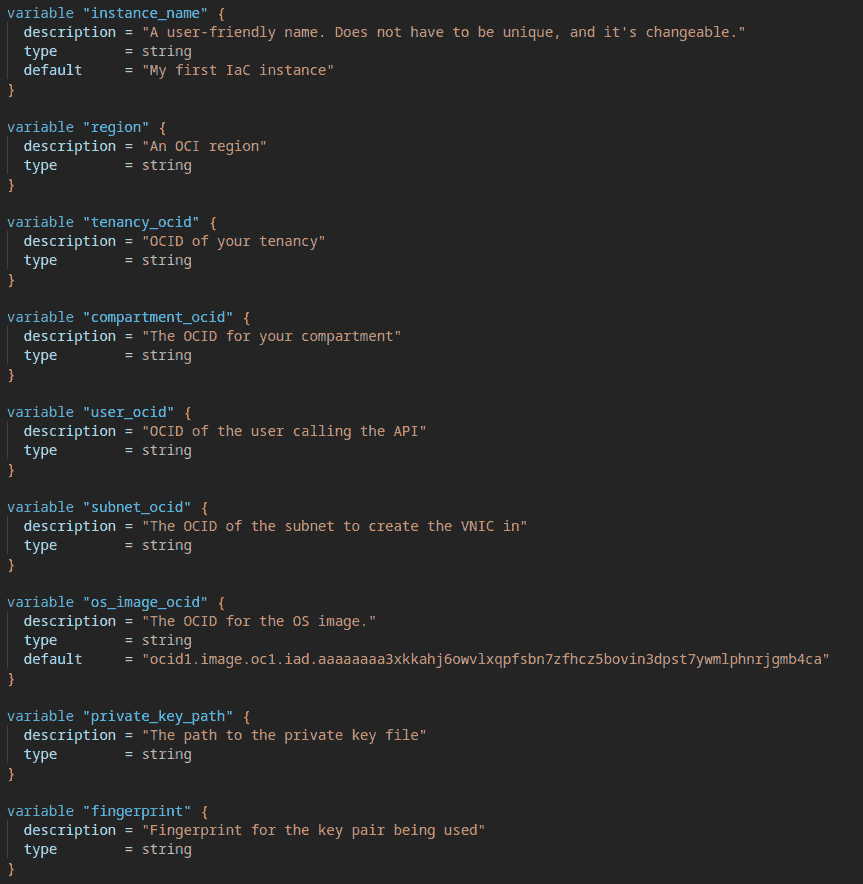 variable "instance_name" {
  description = "A user-friendly name. Does not have to be unique, and it's changeable."
  type        = string
  default     = "My first IaC instance"
}

variable "region" {
  description = "An OCI region"
  type        = string
}

variable "tenancy_ocid" {
  description = "OCID of your tenancy"
  type        = string
}

variable "compartment_ocid" {
  description = "The OCID for your compartment"
  type        = string
}

variable "user_ocid" {
  description = "OCID of the user calling the API"
  type        = string
}

variable "subnet_ocid" {
  description = "The OCID of the subnet to create the VNIC in"
  type        = string
}

variable "os_image_ocid" {
  description = "The OCID for the OS image."
  type        = string
  default     = "ocid1.image.oc1.iad.aaaaaaaa3xkkahj6owvlxqpfsbn7zfhcz5bovin3dpst7ywmlphnrjgmb4ca"
}

variable "private_key_path" {
  description = "The path to the private key file"
  type        = string
}

variable "fingerprint" {
  description = "Fingerprint for the key pair being used"
  type        = string
}